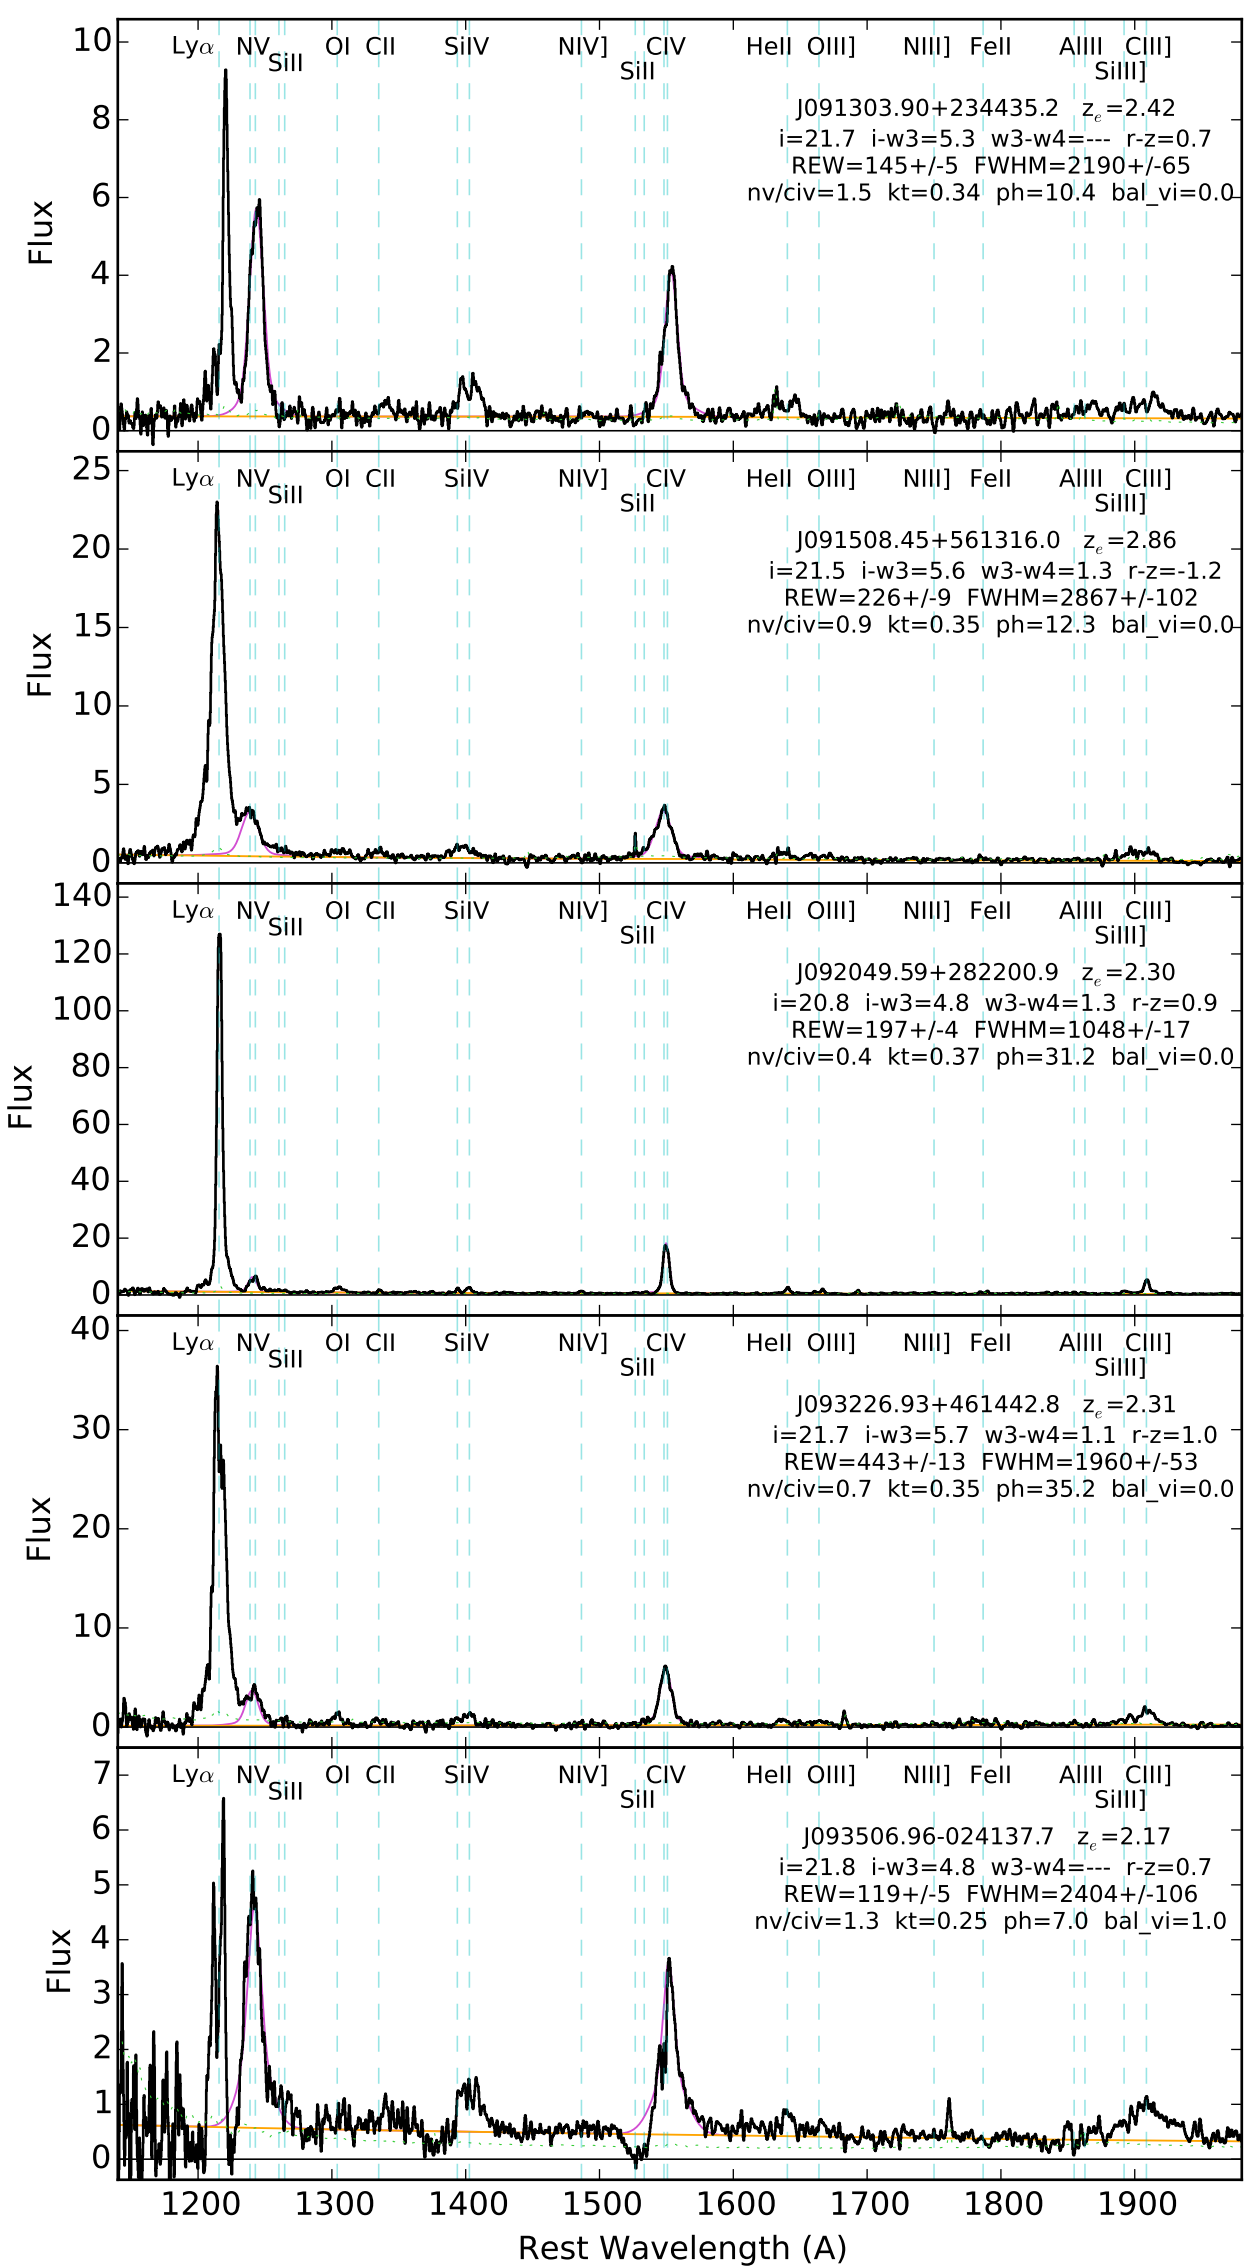 10
8
6
4
2
0
Flux
Lyα NV OI CII SiIV NIV] CIV HeII OIII] NIII] FeII AlIII CIII]
SiII SiII SiIII]
J091303.90+234435.2 zₑ=2.42
i=21.7 i-w3=5.3 w3-w4=--- r-z=0.7
REW=145+/-5 FWHM=2190+/-65
nv/civ=1.5 kt=0.34 ph=10.4 bal_vi=0.0
25
20
15
10
5
0
Flux
Lyα NV OI CII SiIV NIV] CIV HeII OIII] NIII] FeII AlIII CIII]
SiII SiII SiIII]
J091508.45+561316.0 zₑ=2.86
i=21.5 i-w3=5.6 w3-w4=1.3 r-z=-1.2
REW=226+/-9 FWHM=2867+/-102
nv/civ=0.9 kt=0.35 ph=12.3 bal_vi=0.0
140
120
100
80
60
40
20
0
Flux
Lyα NV OI CII SiIV NIV] CIV HeII OIII] NIII] FeII AlIII CIII]
SiII SiII SiIII]
J092049.59+282200.9 zₑ=2.30
i=20.8 i-w3=4.8 w3-w4=1.3 r-z=0.9
REW=197+/-4 FWHM=1048+/-17
nv/civ=0.4 kt=0.37 ph=31.2 bal_vi=0.0
40
30
20
10
0
Flux
Lyα NV OI CII SiIV NIV] CIV HeII OIII] NIII] FeII AlIII CIII]
SiII SiII SiIII]
J093226.93+461442.8 zₑ=2.31
i=21.7 i-w3=5.7 w3-w4=1.1 r-z=1.0
REW=443+/-13 FWHM=1960+/-53
nv/civ=0.7 kt=0.35 ph=35.2 bal_vi=0.0
7
6
5
4
3
2
1
0
Flux
Lyα NV OI CII SiIV NIV] CIV HeII OIII] NIII] FeII AlIII CIII]
SiII SiII SiIII]
J093506.96-024137.7 zₑ=2.17
i=21.8 i-w3=4.8 w3-w4=--- r-z=0.7
REW=119+/-5 FWHM=2404+/-106
nv/civ=1.3 kt=0.25 ph=7.0 bal_vi=1.0
1200 1300 1400 1500 1600 1700 1800 1900
Rest Wavelength (A)